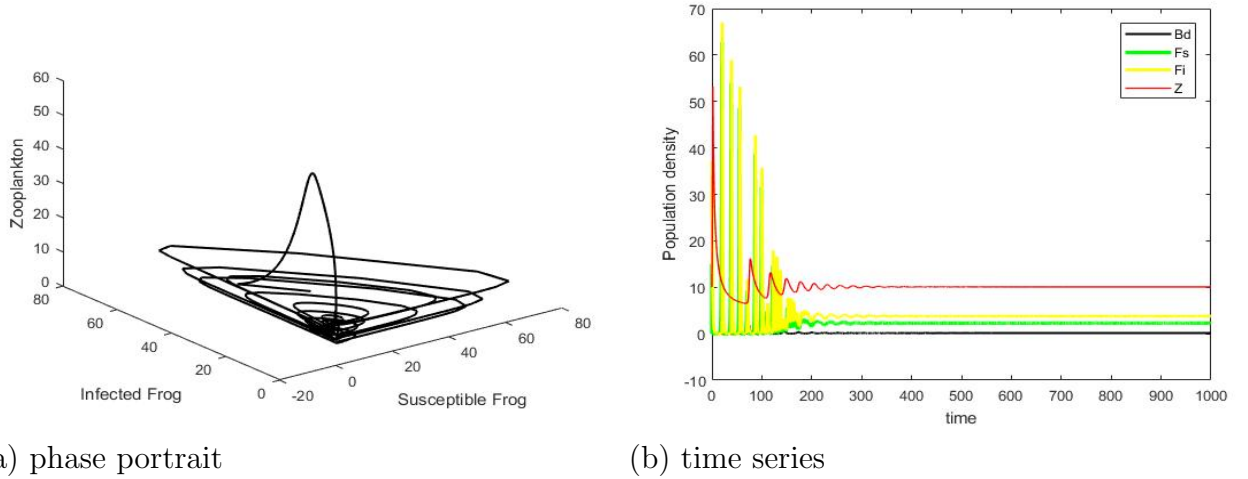 60
50
40
30
20
10
0
Zooplankton
80
60
40
20
0
Infected Frog
-20
0
20
40
60
80
Susceptible Frog
70
60
50
40
30
20
10
0
-10
Population density
Bd
Fs
Fi
Z
0 100 200 300 400 500 600 700 800 900 1000
time
a) phase portrait
(b) time series